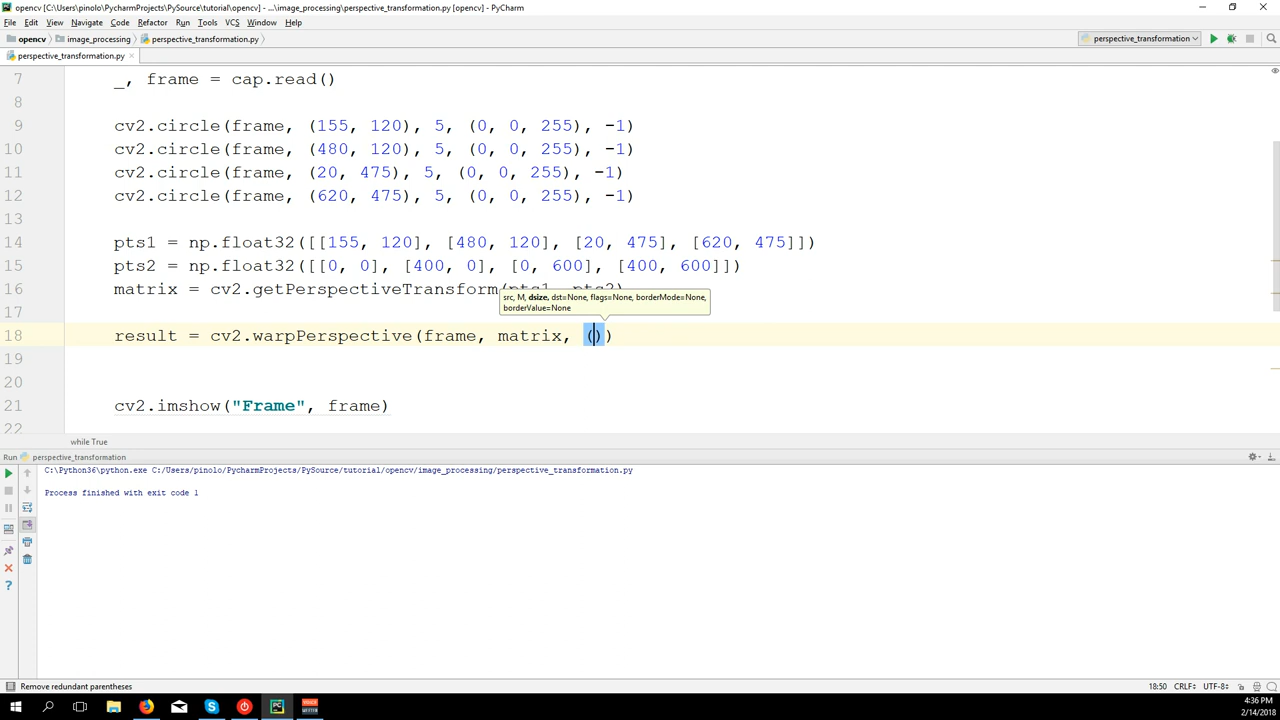 opencv [C:\Users\pinolo\PycharmProjects\PySource\tutorial\opencv] - ...\image_processing\perspective_transformation.py [opencv] - PyCharm
File Edit View Navigate Code Refactor Run Tools VCS Window Help
opencv image_processing perspective_transformation.py perspective_transformation
perspective_transformation.py
7 _, frame = cap.read()
8
9 cv2.circle(frame, (155, 120), 5, (0, 0, 255), -1)
10 cv2.circle(frame, (480, 120), 5, (0, 0, 255), -1)
11 cv2.circle(frame, (20, 475), 5, (0, 0, 255), -1)
12 cv2.circle(frame, (620, 475), 5, (0, 0, 255), -1)
13
14 pts1 = np.float32([[155, 120], [480, 120], [20, 475], [620, 475]])
15 pts2 = np.float32([[0, 0], [400, 0], [0, 600], [400, 600]])
16 matrix = cv2.getPerspectiveTransform(pts1, pts2)
src, M, dsize, dst=None, flags=None, borderMode=None,
borderValue=None
18 result = cv2.warpPerspective(frame, matrix, ())
19
20
21 cv2.imshow("Frame", frame)
22
while True
Run perspective_transformation
C:\Python36\python.exe C:/Users/pinolo/PycharmProjects/PySource/tutorial/opencv/image_processing/perspective_transformation.py
Process finished with exit code 1
Remove redundant parentheses 18:50 CRLF UTF-8
4:36 PM
2/14/2018